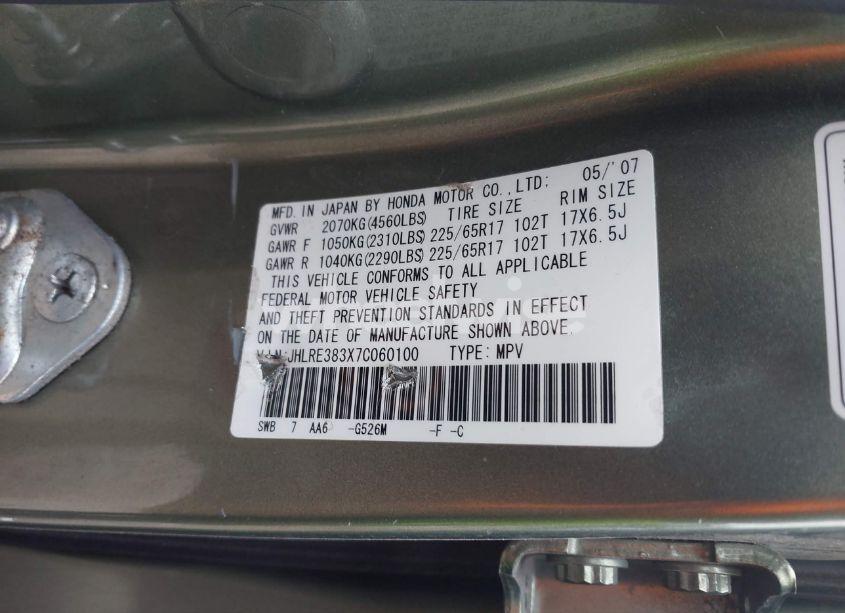 MFD. IN JAPAN BY HONDA MOTOR CO.,LTD: 05/'07
GVWR 2070KG(4560LBS) TIRE SIZE RIM SIZE
GAWR F 1050KG(2310LBS) 225/65R17 102T 17X6.5J
GAWR R 1040KG(2290LBS) 225/65R17 102T 17X6.5J
THIS VEHICLE CONFORMS TO ALL APPLICABLE
FEDERAL MOTOR VEHICLE SAFETY
AND THEFT PREVENTION STANDARDS IN EFFECT
ON THE DATE OF MANUFACTURE SHOWN ABOVE.
JHLRE383X7C060100 TYPE: MPV
SWB 7 AA6 -G526M -F -C